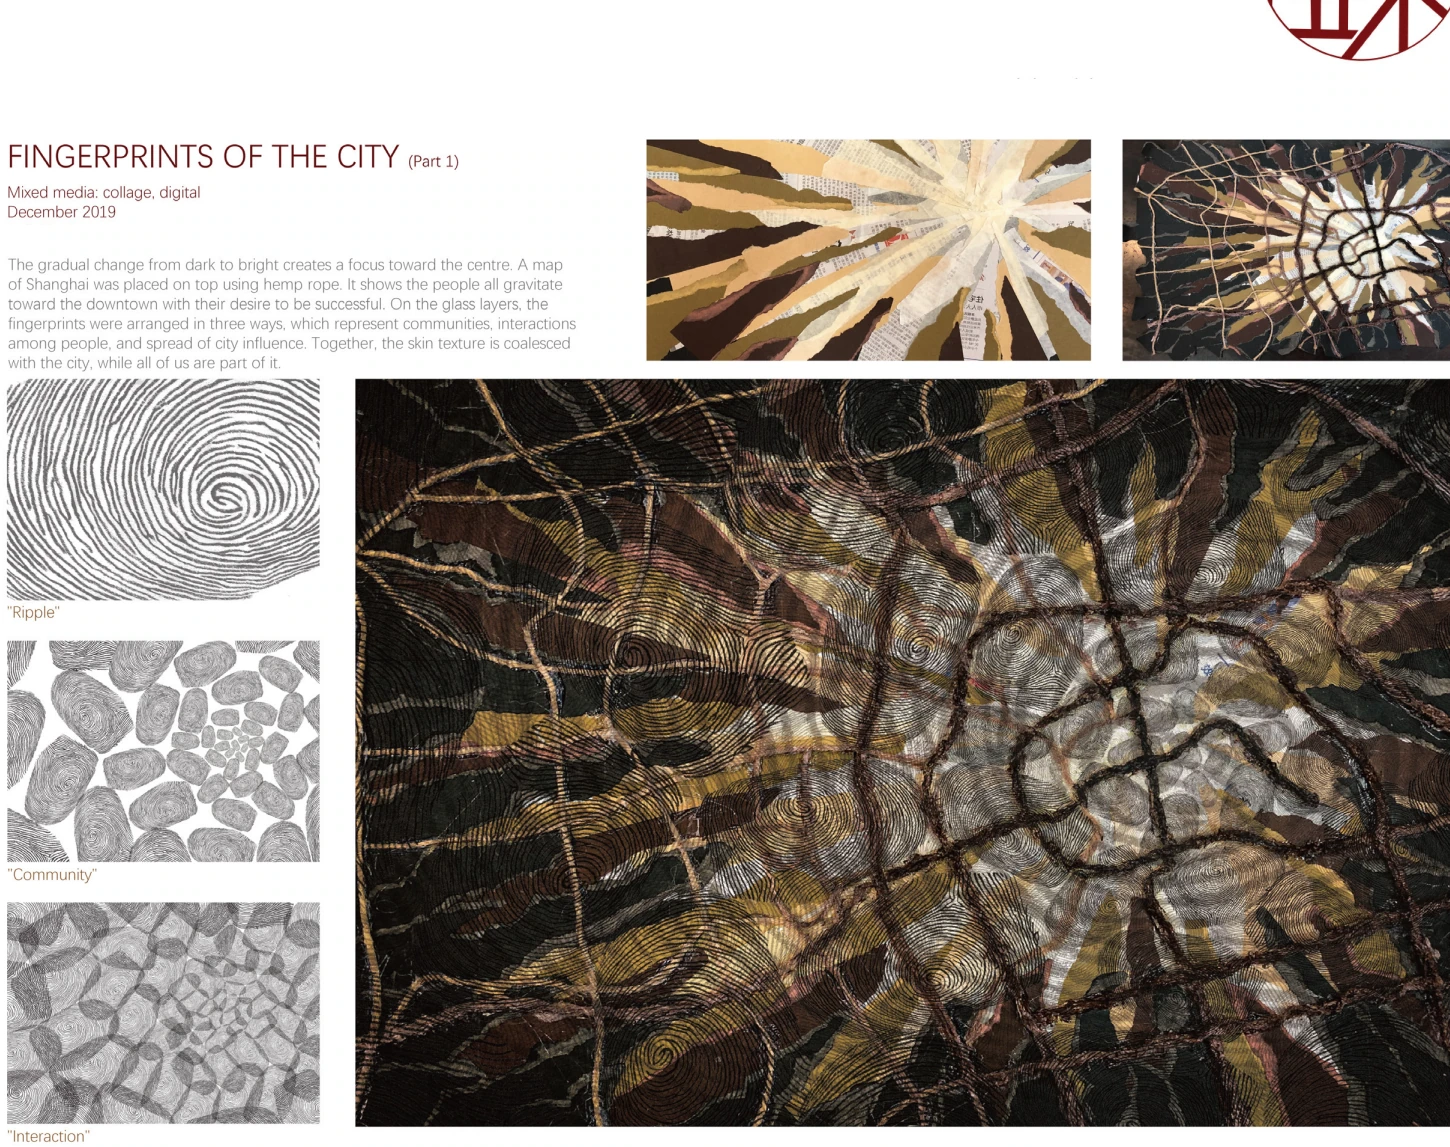 FINGERPRINTS OF THE CITY (Part 1)
Mixed media: collage, digital
December 2019
The gradual change from dark to bright creates a focus toward the centre. A map
of Shanghai was placed on top using hemp rope. It shows the people all gravitate
toward the downtown with their desire to be successful. On the glass layers, the
fingerprints were arranged in three ways, which represent communities, interactions
among people, and spread of city influence. Together, the skin texture is coalesced
with the city, while all of us are part of it.
"Ripple"
"Community"
"Interaction"